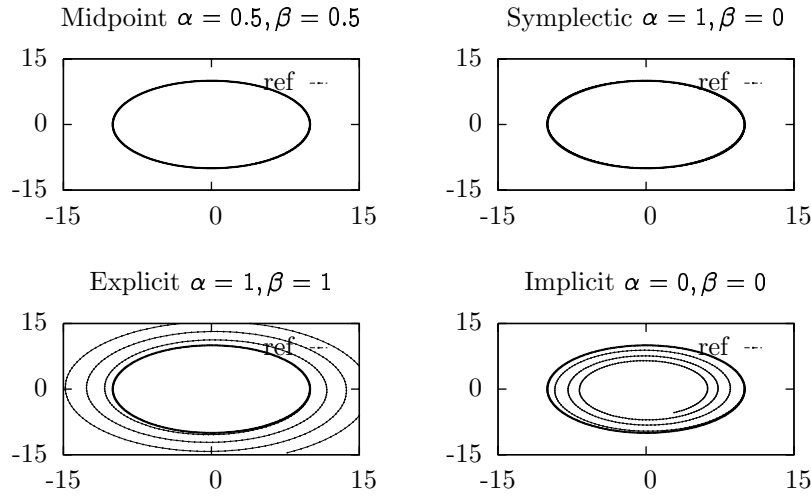 Midpoint α = 0.5, β = 0.5
15
0
-15
-15 0 15
ref
Symplectic α = 1, β = 0
15
0
-15
-15 0 15
ref
Explicit α = 1, β = 1
15
0
-15
-15 0 15
ref
Implicit α = 0, β = 0
15
0
-15
-15 0 15
ref